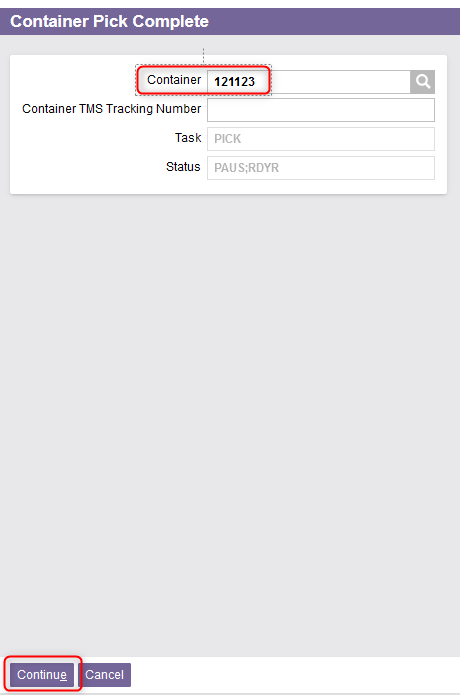 Container Pick Complete
Container 121123
Container TMS Tracking Number
Task PICK
Status PAUS;RDYR
Continue Cancel